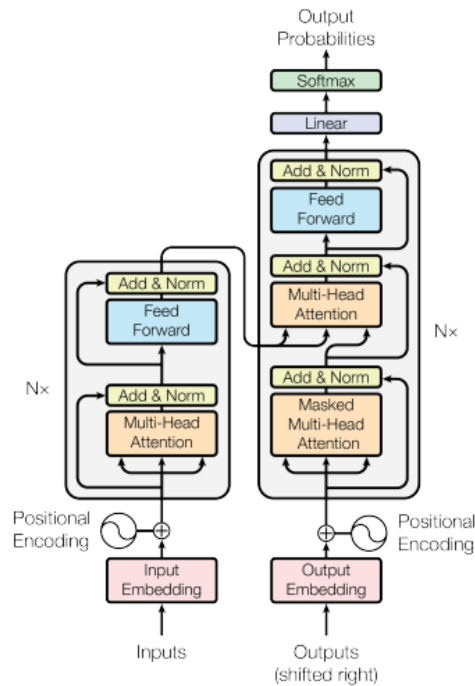 Output
Probabilities
Softmax
Linear
Add & Norm
Feed
Forward
Add & Norm
Multi-Head
Attention
Nx
Add & Norm
Masked
Multi-Head
Attention
Add & Norm
Feed
Forward
Nx
Add & Norm
Multi-Head
Attention
Positional
Encoding
Positional
Encoding
Input
Embedding
Output
Embedding
Inputs
Outputs
(shifted right)